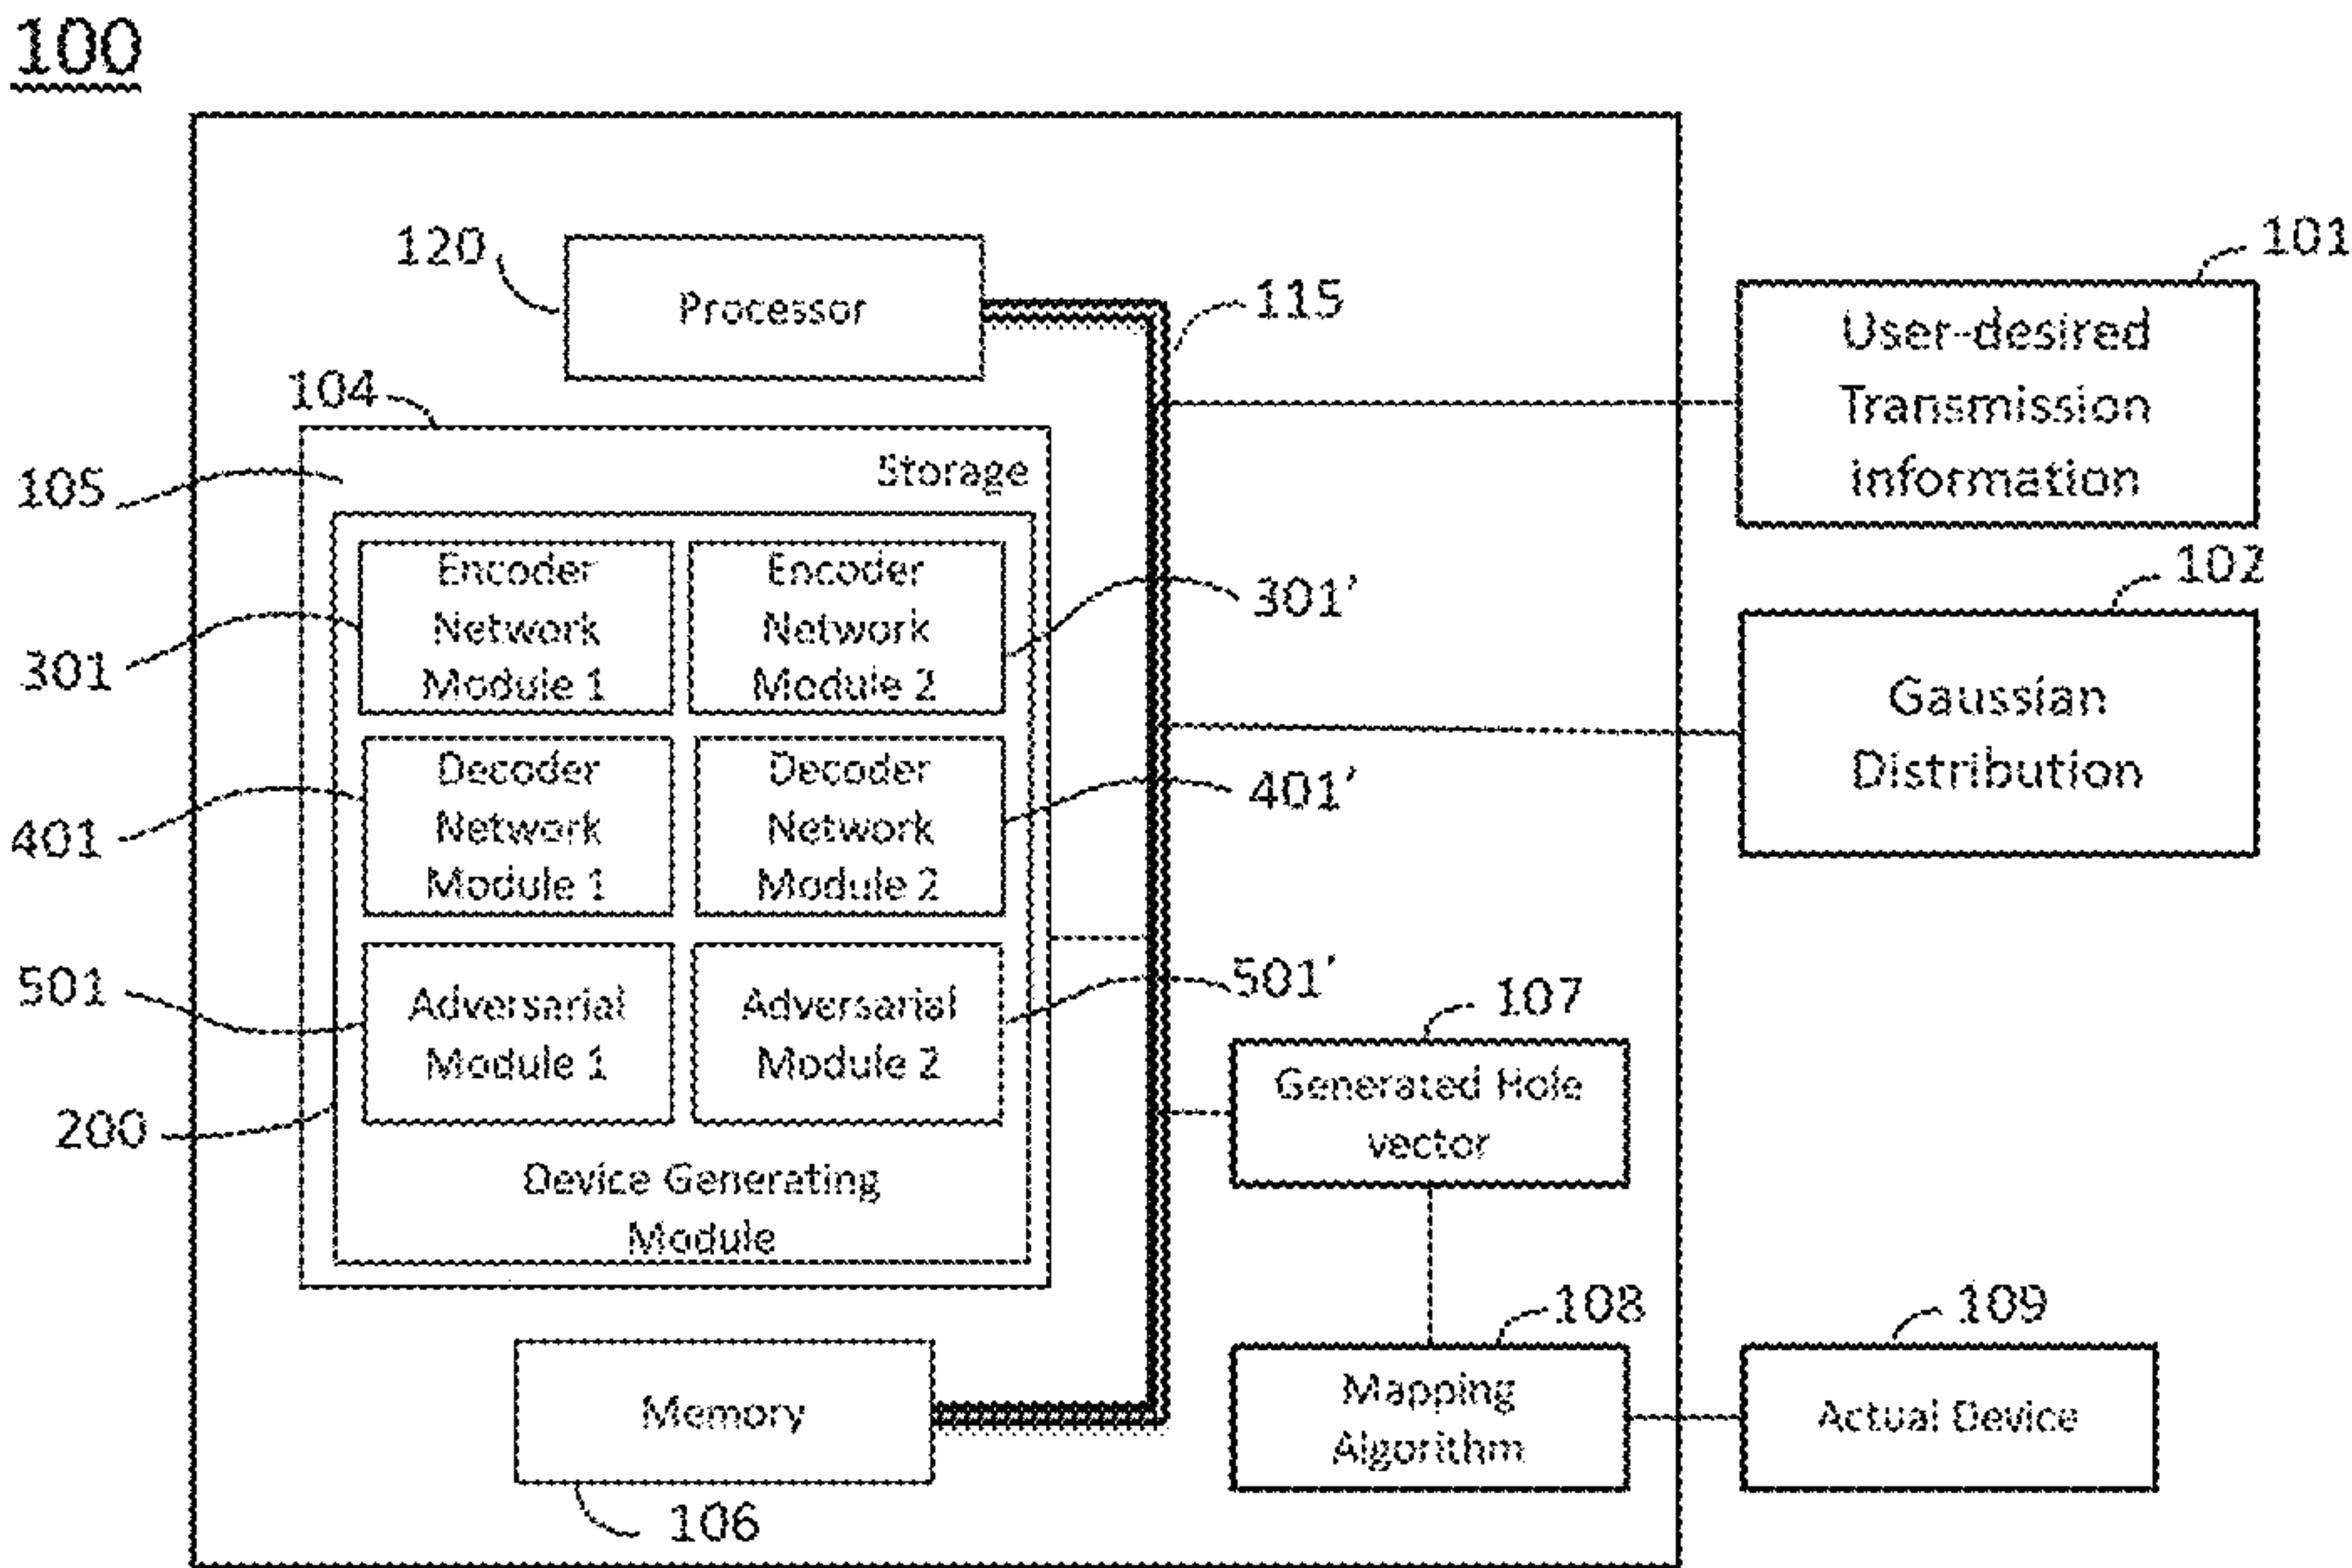 100
120
Processor
115
101
User-desired
Transmission
information
104
105
Storage
102
Gaussian
Distribution
Encoder
Network
Module 1
Encoder
Network
Module 2
301
301'
Decoder
Network
Module 1
Decoder
Network
Module 2
401
401'
Adversarial
Module 1
Adversarial
Module 2
501
501'
200
Device Generating
Module
107
Generated Hole
vector
108
Mapping
Algorithm
109
Actual Device
Memory
106